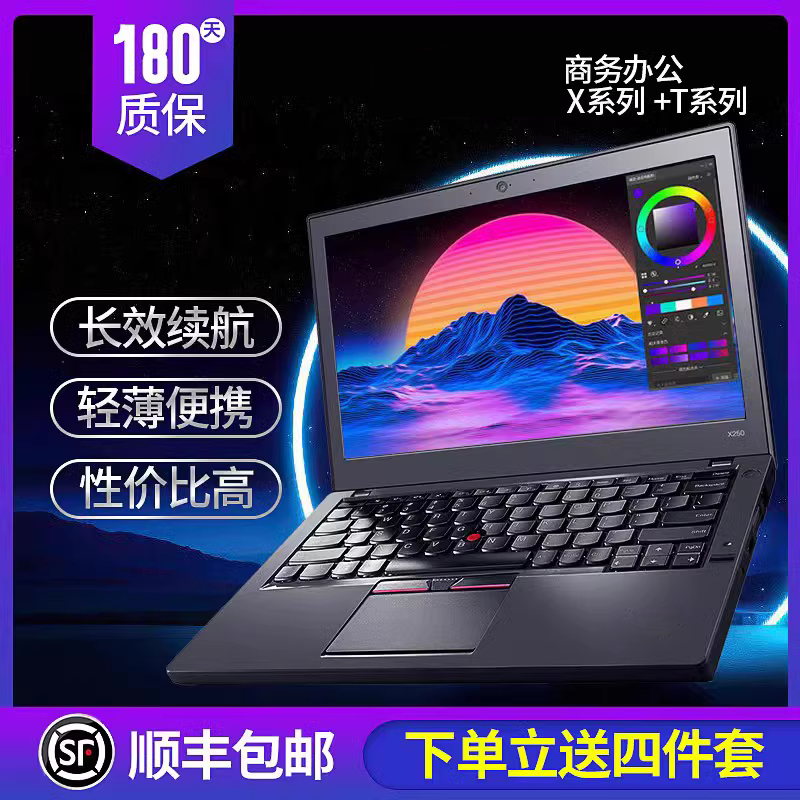 180天
质保
商务办公
X系列 +T系列
长效续航
轻薄便携
性价比高
X250
SF
顺丰包邮
下单立送四件套